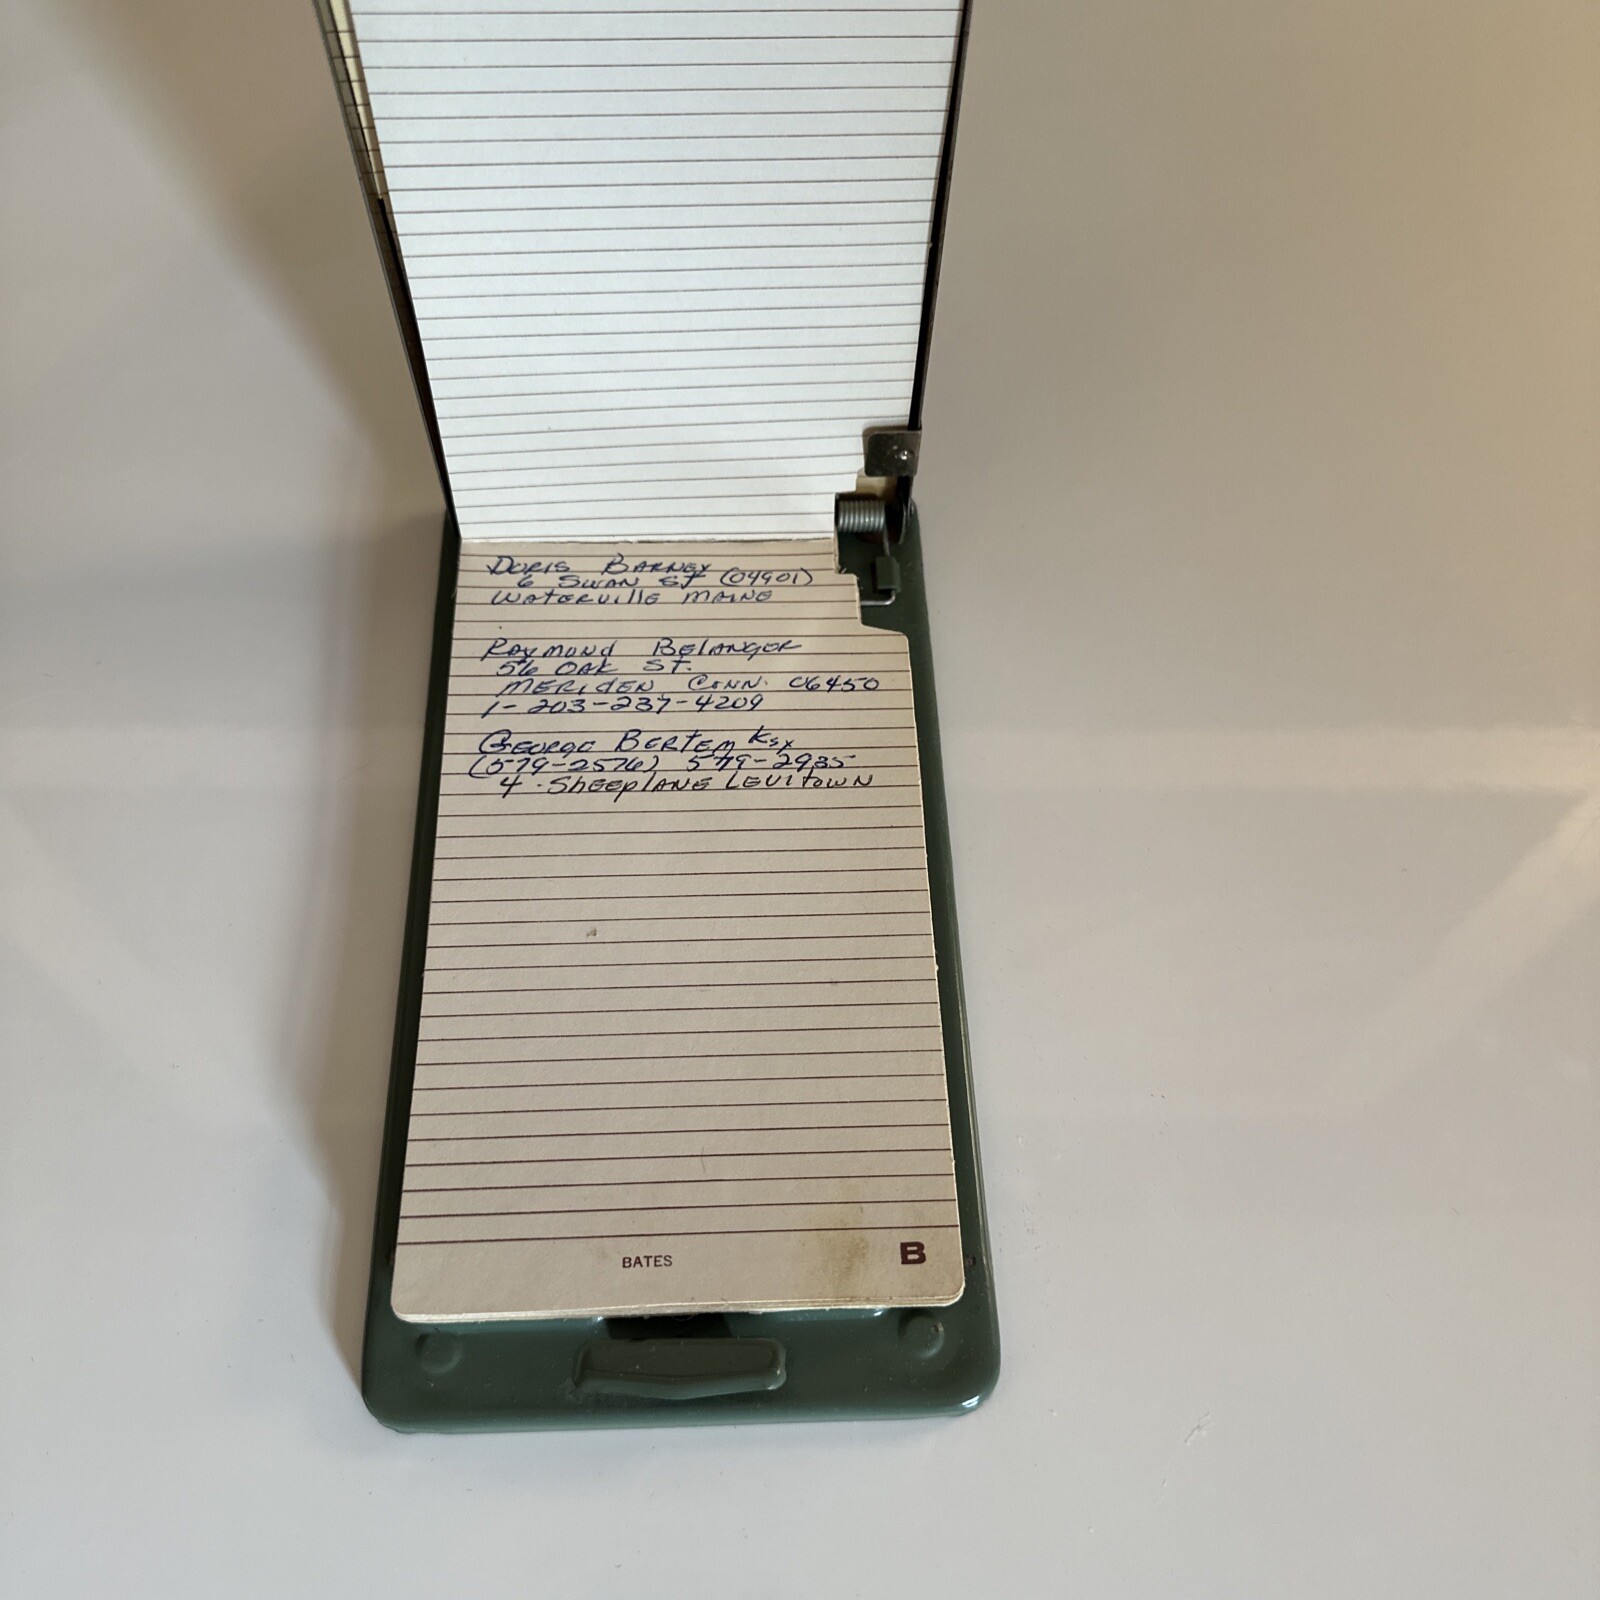 Doris Barney
6 Swan St (04901)
Waterville Maine
Raymond Belanger
56 Oak St.
Meriden, Conn. 06450
1-203-237-4209
George Bertem
(579-2576) 579-2935
4 Sheeplane Levitown
BATES
B